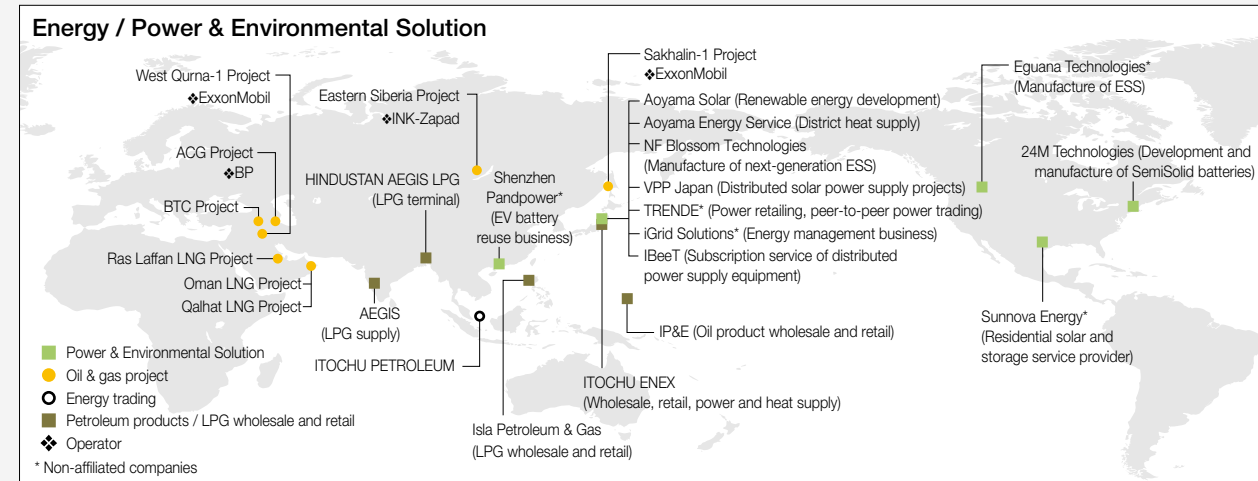 Energy / Power & Environmental Solution
West Qurna-1 Project
❖ExxonMobil
ACG Project
❖BP
BTC Project
Ras Laffan LNG Project
Oman LNG Project
Qalhat LNG Project
Eastern Siberia Project
❖INK-Zapad
HINDUSTAN AEGIS LPG
(LPG terminal)
AEGIS
(LPG supply)
ITOCHU PETROLEUM
Shenzhen
Pandpower*
(EV battery
reuse business)
Isla Petroleum & Gas
(LPG wholesale and retail)
Sakhalin-1 Project
❖ExxonMobil
Aoyama Solar (Renewable energy development)
Aoyama Energy Service (District heat supply)
NF Blossom Technologies
(Manufacture of next-generation ESS)
VPP Japan (Distributed solar power supply projects)
TRENDE* (Power retailing, peer-to-peer power trading)
iGrid Solutions* (Energy management business)
IBeeT (Subscription service of distributed
power supply equipment)
IP&E (Oil product wholesale and retail)
ITOCHU ENEX
(Wholesale, retail, power and heat supply)
Eguana Technologies*
(Manufacture of ESS)
24M Technologies (Development and
manufacture of SemiSolid batteries)
Sunnova Energy*
(Residential solar and
storage service provider)
Power & Environmental Solution
Oil & gas project
Energy trading
Petroleum products / LPG wholesale and retail
❖ Operator
* Non-affiliated companies